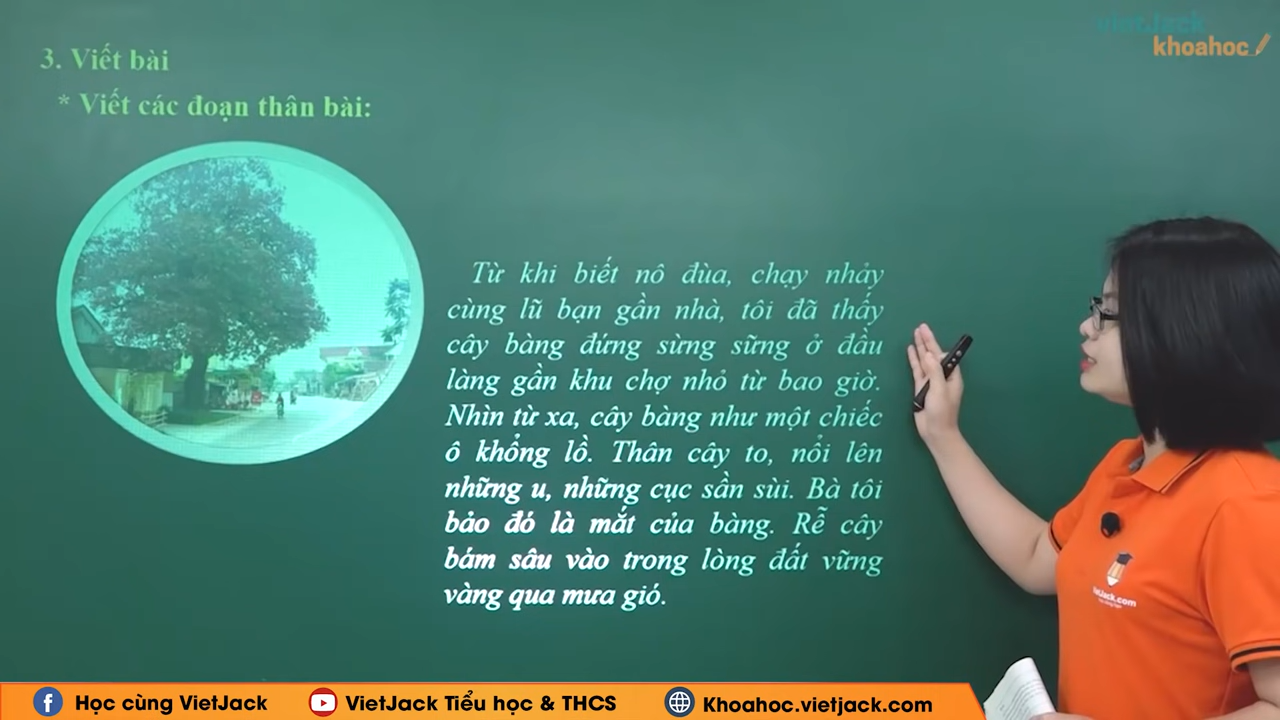 vietJack
khoahoc
3. Viết bài
* Viết các đoạn thân bài:
Từ khi biết nô đùa, chạy nhảy
cùng lũ bạn gần nhà, tôi đã thấy
cây bàng đứng sừng sững ở đầu
làng gần khu chợ nhỏ từ bao giờ.
Nhìn từ xa, cây bàng như một chiếc
ô khổng lồ. Thân cây to, nổi lên
những u, những cục sần sùi. Bà tôi
bảo đó là mắt của bàng. Rễ cây
bám sâu vào trong lòng đất vững
vàng qua mưa gió.
VietJack.com
Học cùng VietJack
VietJack Tiểu học & THCS
Khoahoc.vietjack.com